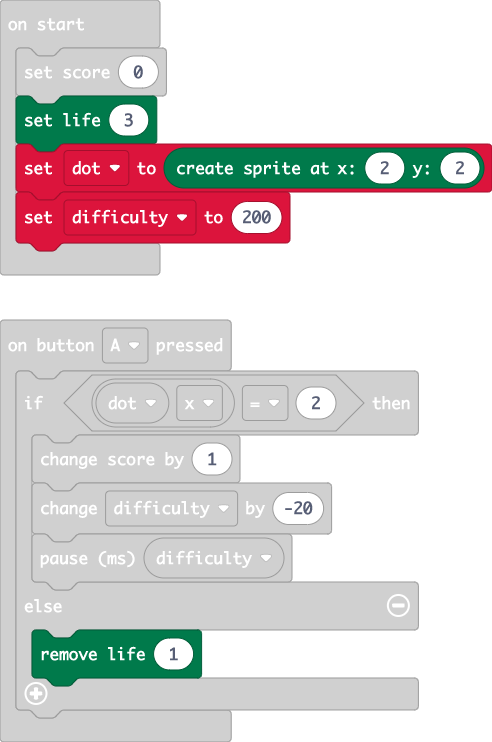 on start
set score 0
set life 3
set dot to create sprite at x: 2 y: 2
set difficulty to 200
on button A pressed
if dot x = 2 then
change score by 1
change difficulty by -20
pause (ms) difficulty
else
remove life 1